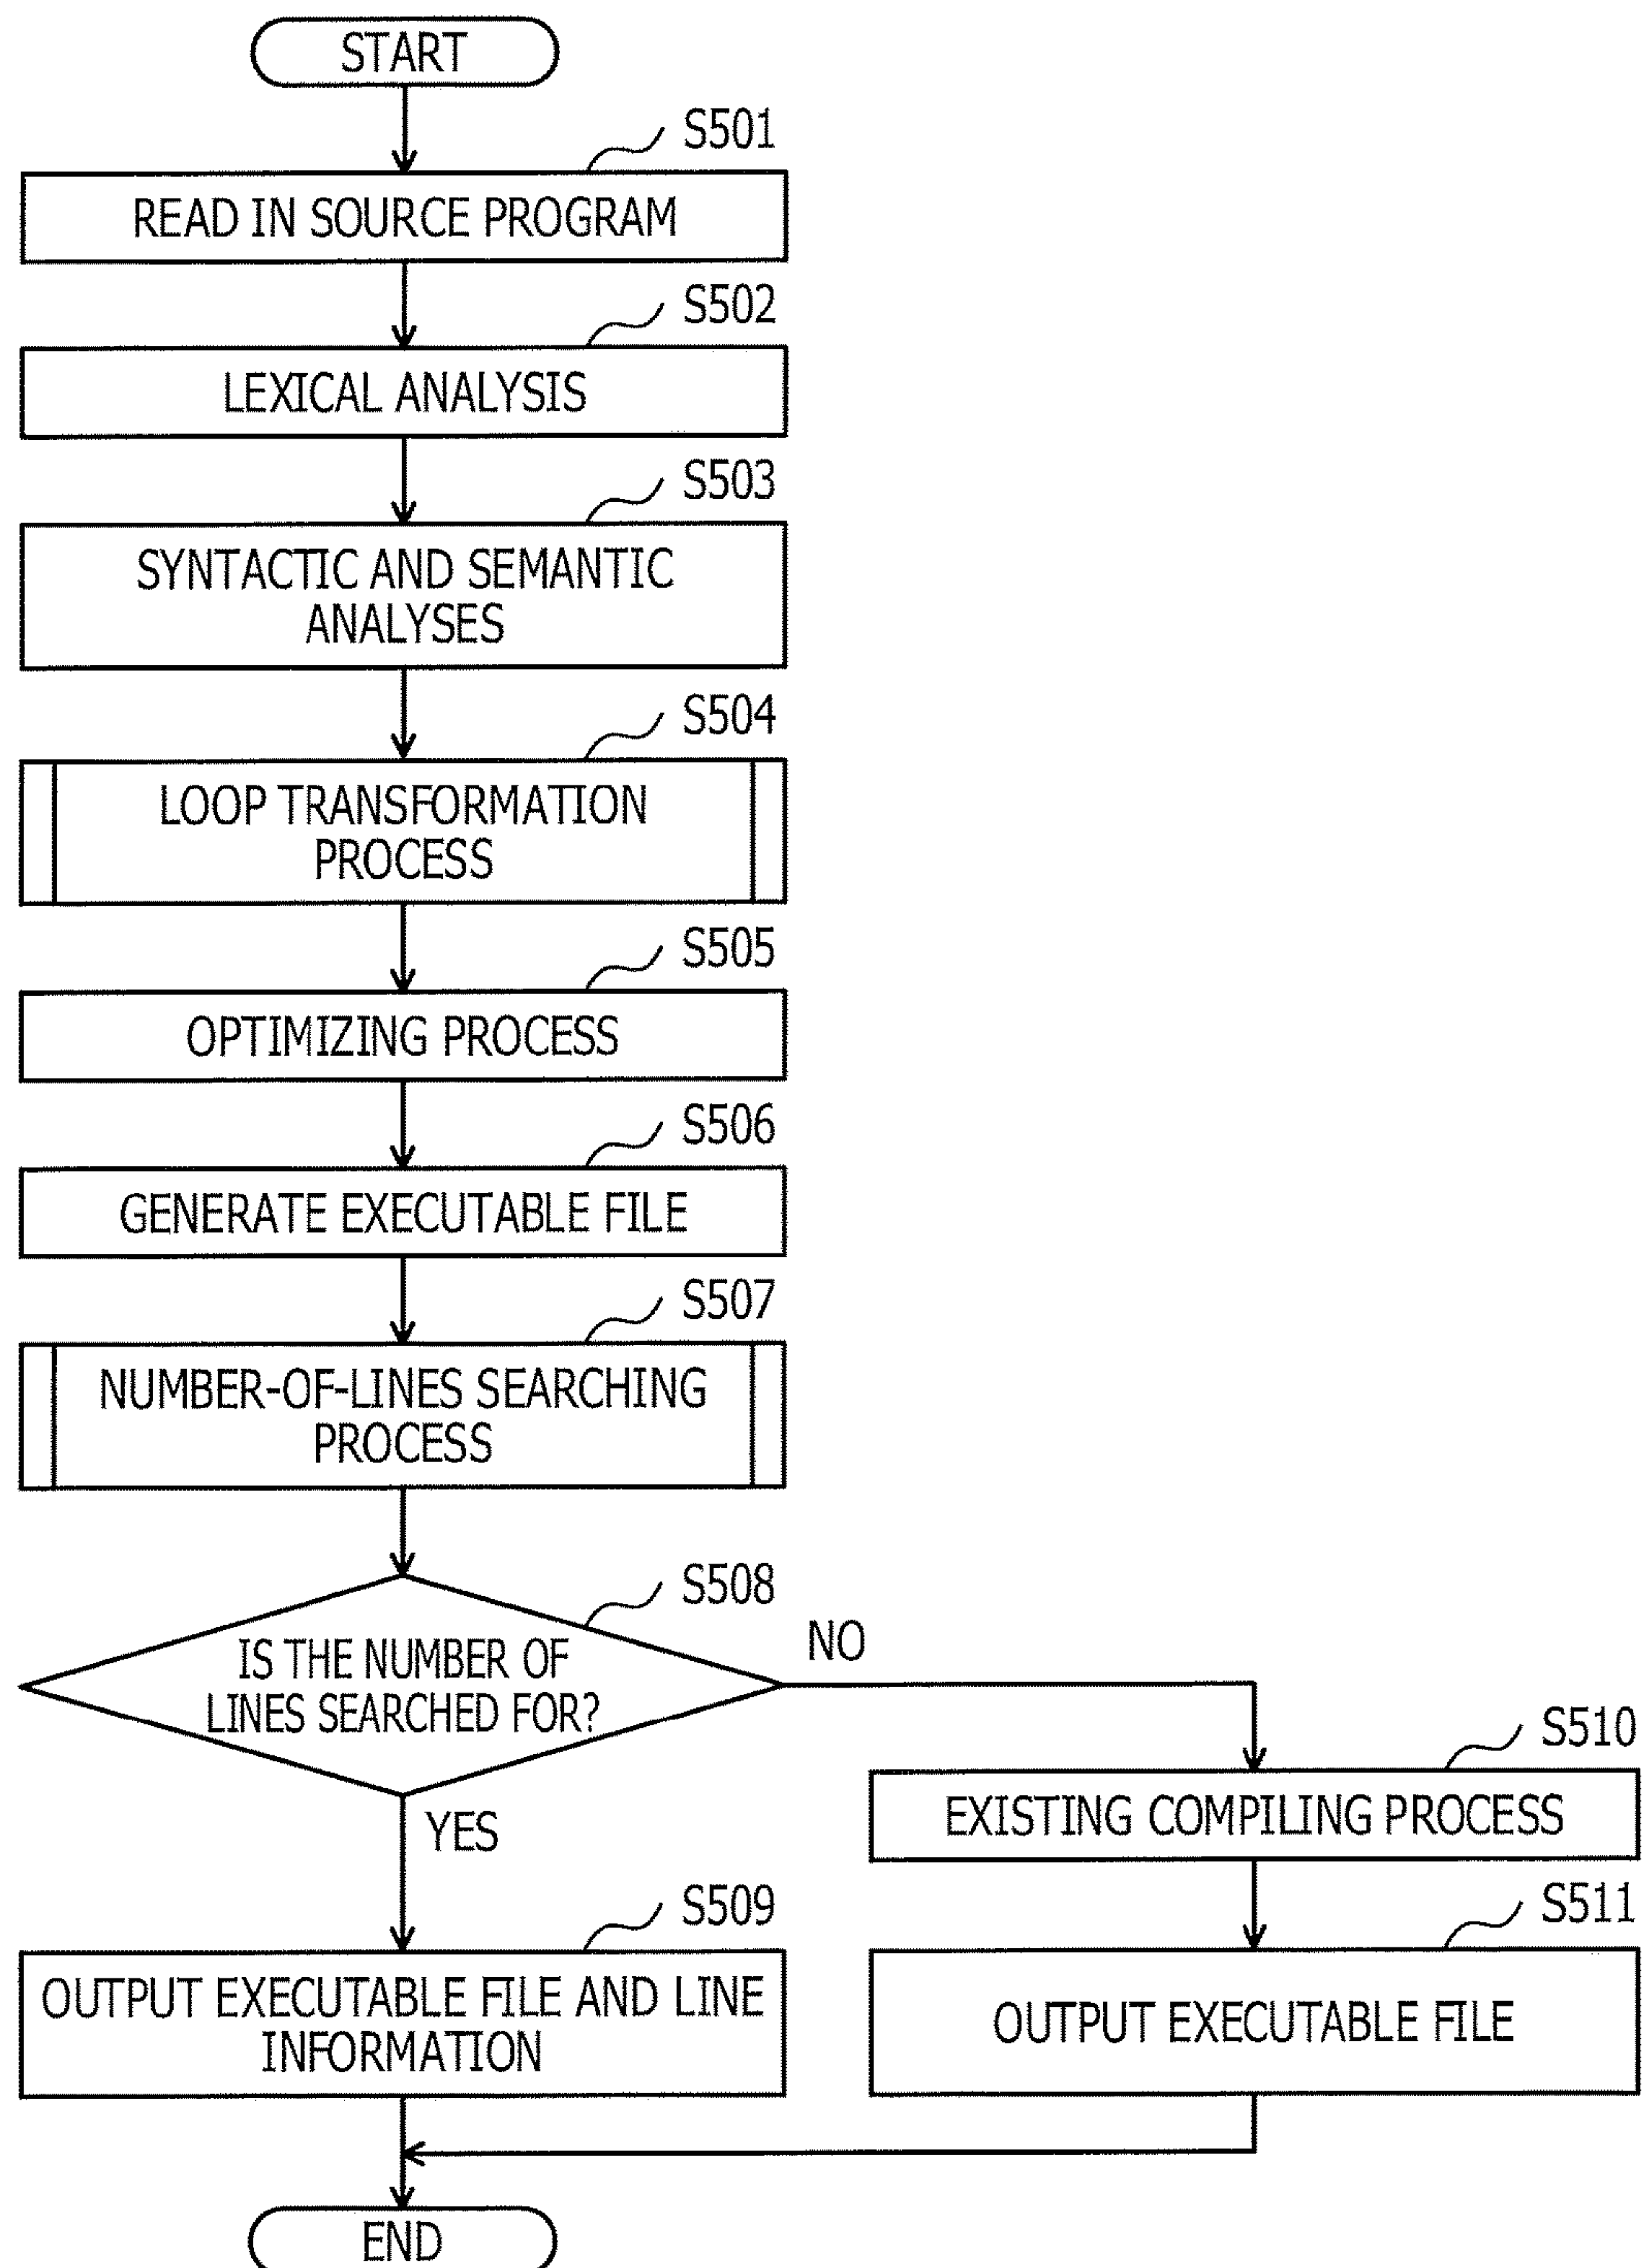 START
S501
READ IN SOURCE PROGRAM
S502
LEXICAL ANALYSIS
S503
SYNTACTIC AND SEMANTIC
ANALYSES
S504
LOOP TRANSFORMATION
PROCESS
S505
OPTIMIZING PROCESS
S506
GENERATE EXECUTABLE FILE
S507
NUMBER-OF-LINES SEARCHING
PROCESS
S508
IS THE NUMBER OF
LINES SEARCHED FOR?
NO
YES
S510
EXISTING COMPILING PROCESS
S509
OUTPUT EXECUTABLE FILE AND LINE
INFORMATION
S511
OUTPUT EXECUTABLE FILE
END